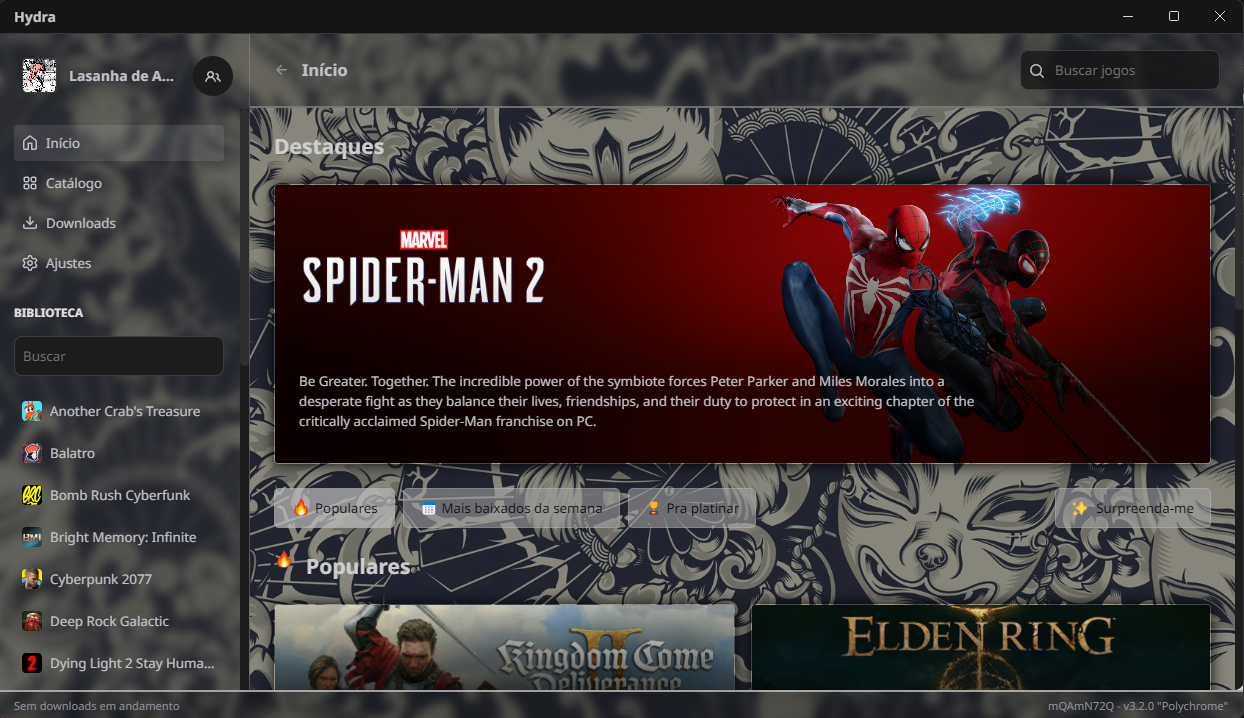 Hydra
Lasanha de A...
Início
Buscar jogos
Início
Catálogo
Downloads
Ajustes
BIBLIOTECA
Buscar
Another Crab's Treasure
Balatro
Bomb Rush Cyberfunk
Bright Memory: Infinite
Cyberpunk 2077
Deep Rock Galactic
2
Dying Light 2 Stay Huma...
Destaques
MARVEL
SPIDER-MAN 2
Be Greater. Together. The incredible power of the symbiote forces Peter Parker and Miles Morales into a
desperate fight as they balance their lives, friendships, and their duty to protect in an exciting chapter of the
critically acclaimed Spider-Man franchise on PC.
Populares
Mais baixados da semana
Pra platinar
Surpreenda-me
Populares
Kingdom Come
II
Deliverance
ELDEN RING
Sem downloads em andamento
mQAmN72Q - v3.2.0 "Polychrome"